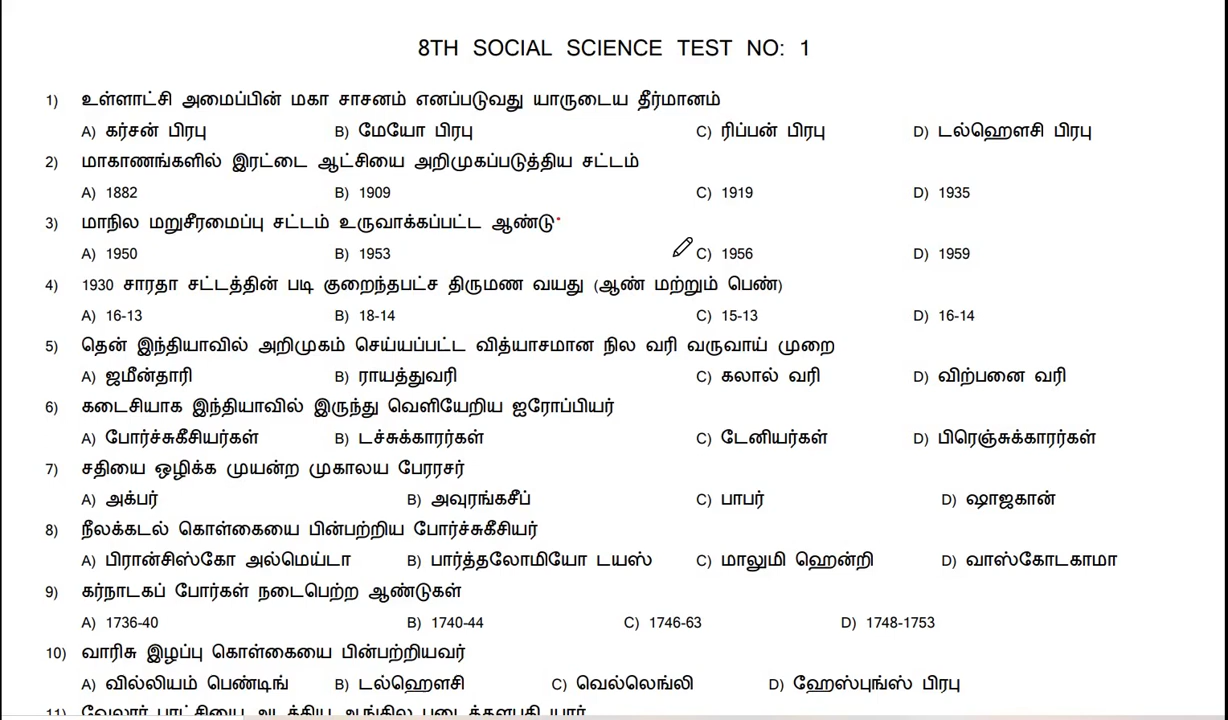 8TH SOCIAL SCIENCE TEST NO: 1
1) உள்ளாட்சி அமைப்பின் மகா சாசனம் எனப்படுவது யாருடைய தீர்மானம்
A) கர்சன் பிரபு B) மேயோ பிரபு C) ரிப்பன் பிரபு D) டல்ஹௌசி பிரபு
2) மாகாணங்களில் இரட்டை ஆட்சியை அறிமுகப்படுத்திய சட்டம்
A) 1882 B) 1909 C) 1919 D) 1935
3) மாநில மறுசீரமைப்பு சட்டம் உருவாக்கப்பட்ட ஆண்டு
A) 1950 B) 1953 C) 1956 D) 1959
4) 1930 சாரதா சட்டத்தின் படி குறைந்தபட்ச திருமண வயது (ஆண் மற்றும் பெண்)
A) 16-13 B) 18-14 C) 15-13 D) 16-14
5) தென் இந்தியாவில் அறிமுகம் செய்யப்பட்ட வித்யாசமான நில வரி வருவாய் முறை
A) ஜமீன்தாரி B) ராயத்துவரி C) கலால் வரி D) விற்பனை வரி
6) கடைசியாக இந்தியாவில் இருந்து வெளியேறிய ஐரோப்பியர்
A) போர்ச்சுகீசியர்கள் B) டச்சுக்காரர்கள் C) டேனியர்கள் D) பிரெஞ்சுக்காரர்கள்
7) சதியை ஒழிக்க முயன்ற முகாலய பேரரசர்
A) அக்பர் B) அவுரங்கசீப் C) பாபர் D) ஷாஜகான்
8) நீலக்கடல் கொள்கையை பின்பற்றிய போர்ச்சுகீசியர்
A) பிரான்சிஸ்கோ அல்மெய்டா B) பார்த்தலோமியோ டயஸ் C) மாலுமி ஹென்றி D) வாஸ்கோடகாமா
9) கர்நாடகப் போர்கள் நடைபெற்ற ஆண்டுகள்
A) 1736-40 B) 1740-44 C) 1746-63 D) 1748-1753
10) வாரிசு இழப்பு கொள்கையை பின்பற்றியவர்
A) வில்லியம் பெண்டிங் B) டல்ஹௌசி C) வெல்லெங்லி D) ஹேஸ்புங்ஸ் பிரபு
11)